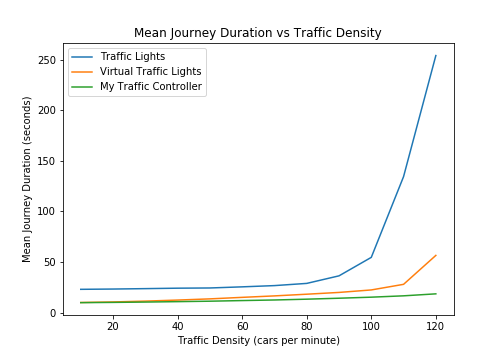 Mean Journey Duration vs Traffic Density
Traffic Lights
Virtual Traffic Lights
My Traffic Controller
Mean Journey Duration (seconds)
250
200
150
100
50
0
20 40 60 80 100 120
Traffic Density (cars per minute)